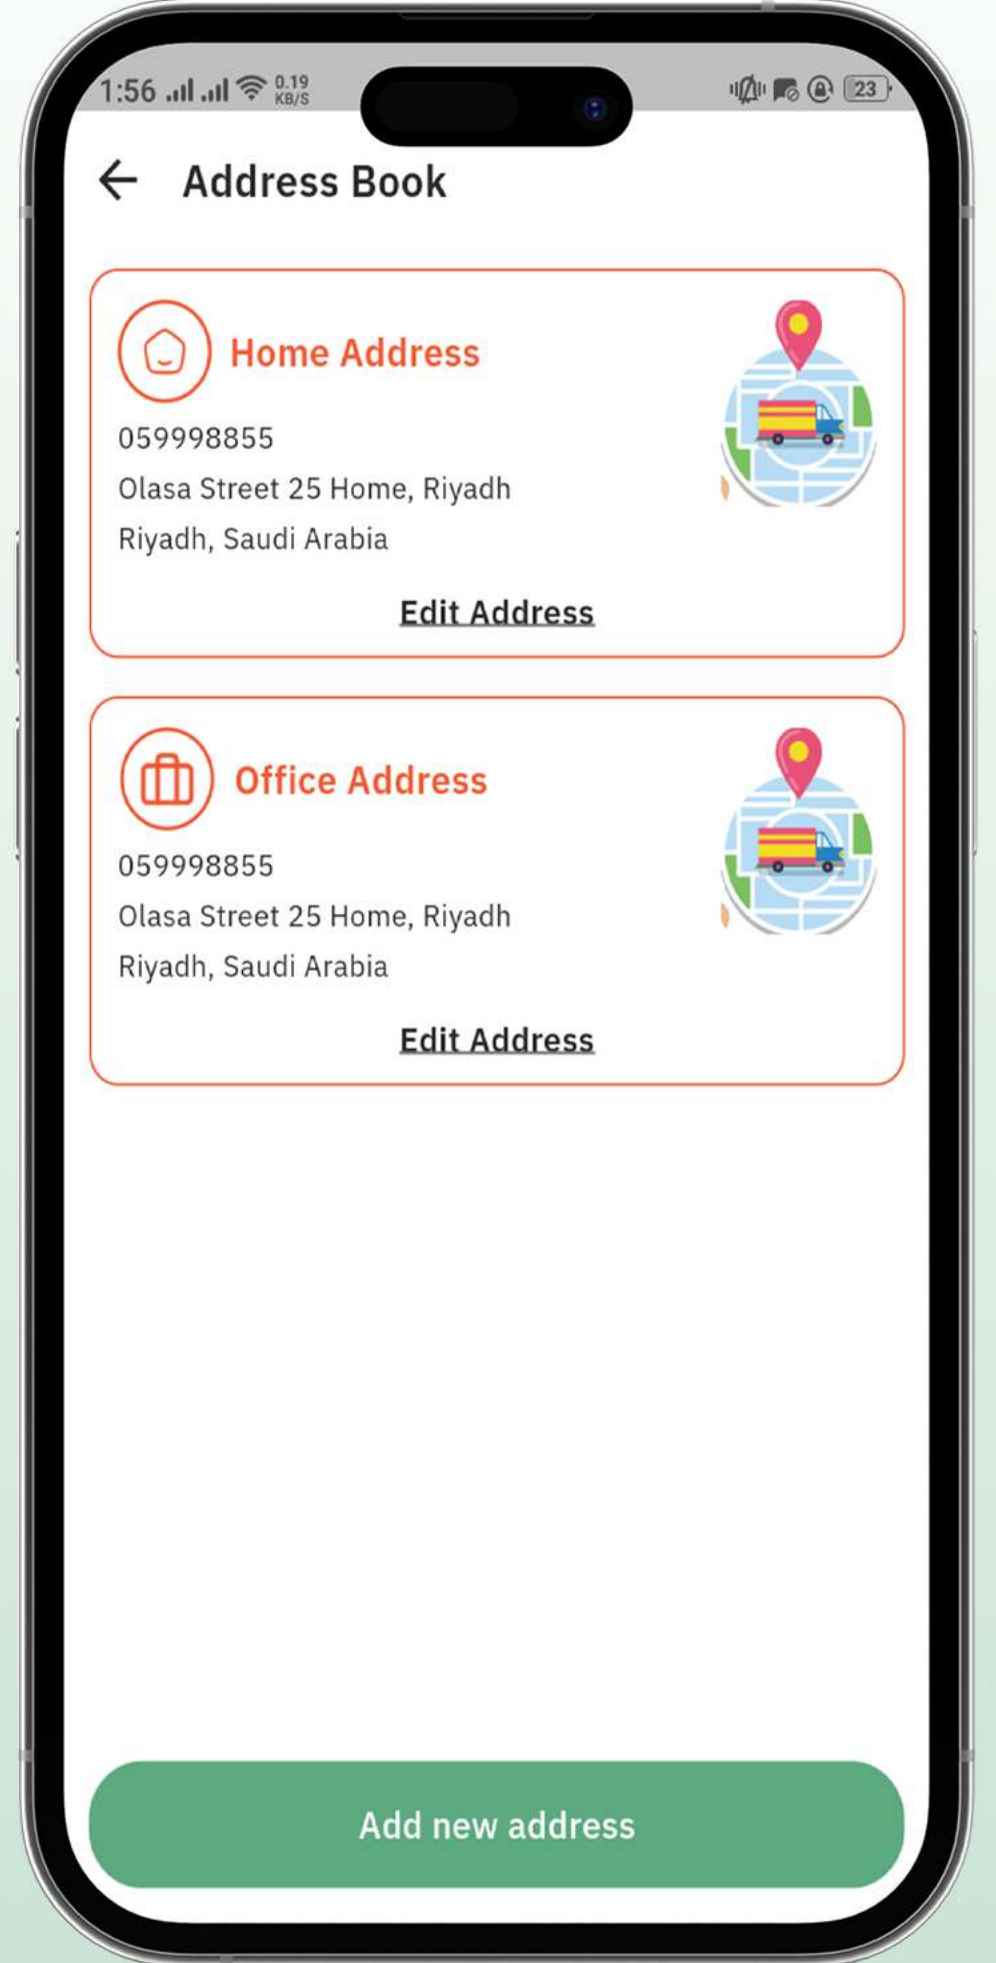 1:56 0.19 KB/S 23
Address Book
Home Address
059998855
Olasa Street 25 Home, Riyadh
Riyadh, Saudi Arabia
Edit Address
Office Address
059998855
Olasa Street 25 Home, Riyadh
Riyadh, Saudi Arabia
Edit Address
Add new address